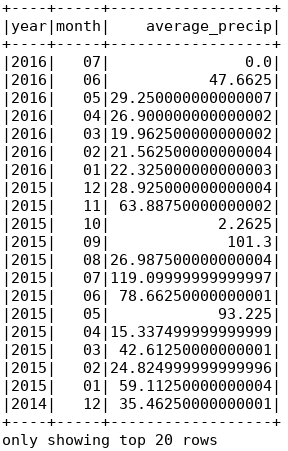 +----+-----+------------------+
|year|month|    average_precip|
+----+-----+------------------+
|2016|   07|               0.0|
|2016|   06|           47.6625|
|2016|   05|29.250000000000007|
|2016|   04|26.900000000000002|
|2016|   03|19.962500000000002|
|2016|   02|21.562500000000004|
|2016|   01|22.325000000000003|
|2015|   12|28.925000000000004|
|2015|   11| 63.88750000000002|
|2015|   10|            2.2625|
|2015|   09|             101.3|
|2015|   08|26.987500000000004|
|2015|   07|119.09999999999997|
|2015|   06| 78.66250000000001|
|2015|   05|            93.225|
|2015|   04|15.337499999999999|
|2015|   03| 42.61250000000001|
|2015|   02|24.824999999999996|
|2015|   01| 59.11250000000004|
|2014|   12| 35.46250000000001|
+----+-----+------------------+
only showing top 20 rows